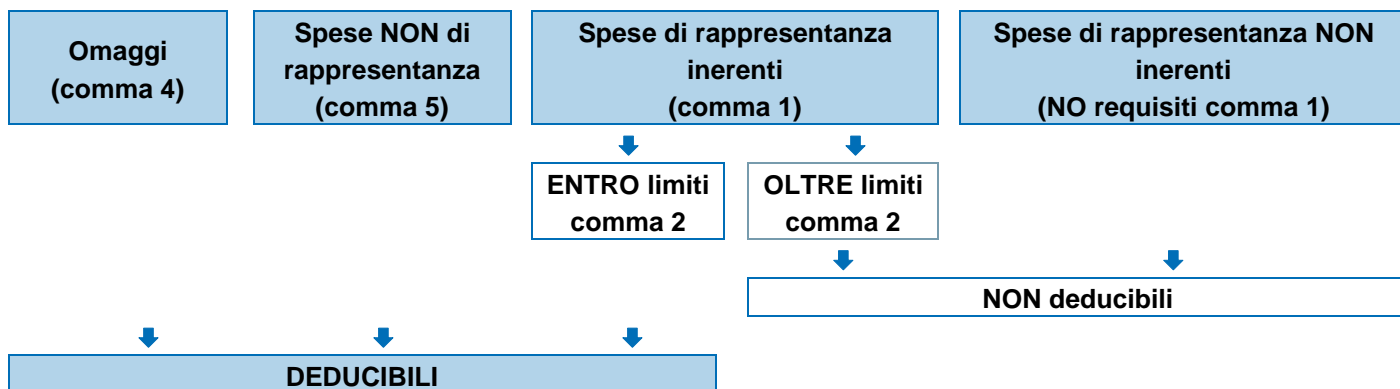 Omaggi
(comma 4)
Spese NON di
rappresentanza
(comma 5)
Spese di rappresentanza
inerenti
(comma 1)
Spese di rappresentanza NON
inerenti
(NO requisiti comma 1)
ENTRO limiti
comma 2
OLTRE limiti
comma 2
NON deducibili
DEDUCIBILI